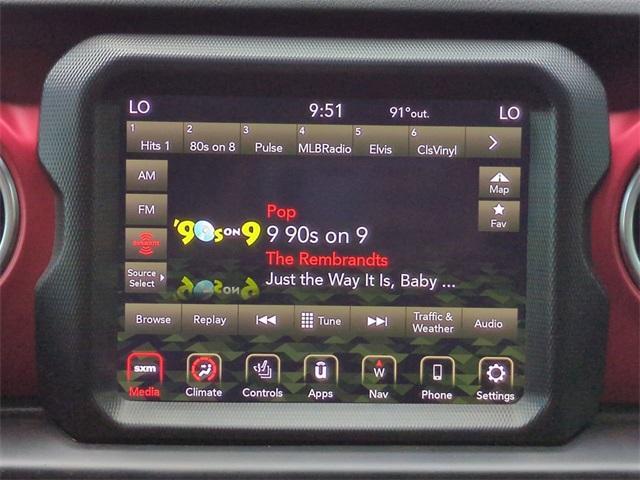 LO 9:51 91°out. LO
1 Hits 1 2 80s on 8 3 Pulse 4 MLBRadio 5 Elvis 6 ClsVinyl
AM
Map
FM
Fav
Pop
'90s ON 9
9 90s on 9
siriusxm
The Rembrandts
Source
Select
Just the Way It Is, Baby ...
Browse Replay Tune Traffic & Weather Audio
sxm ū W
Media Climate Controls Apps Nav Phone Settings